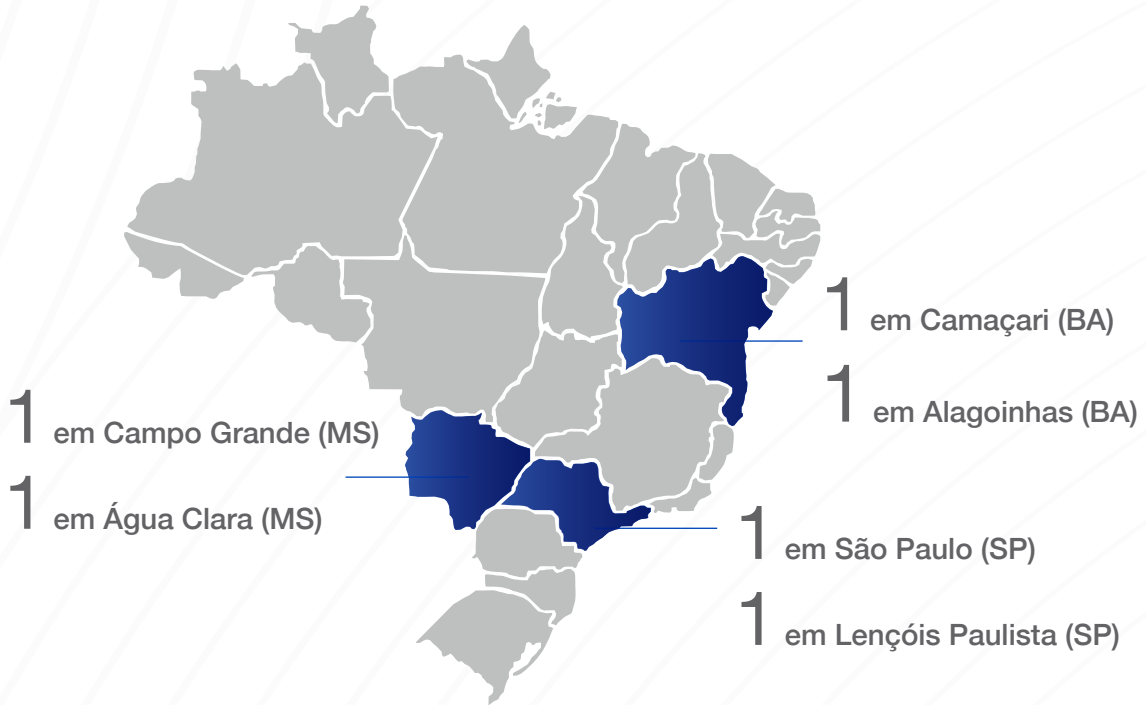 1 em Camaçari (BA)
1 em Alagoinhas (BA)
1 em Campo Grande (MS)
1 em Água Clara (MS)
1 em São Paulo (SP)
1 em Lençóis Paulista (SP)